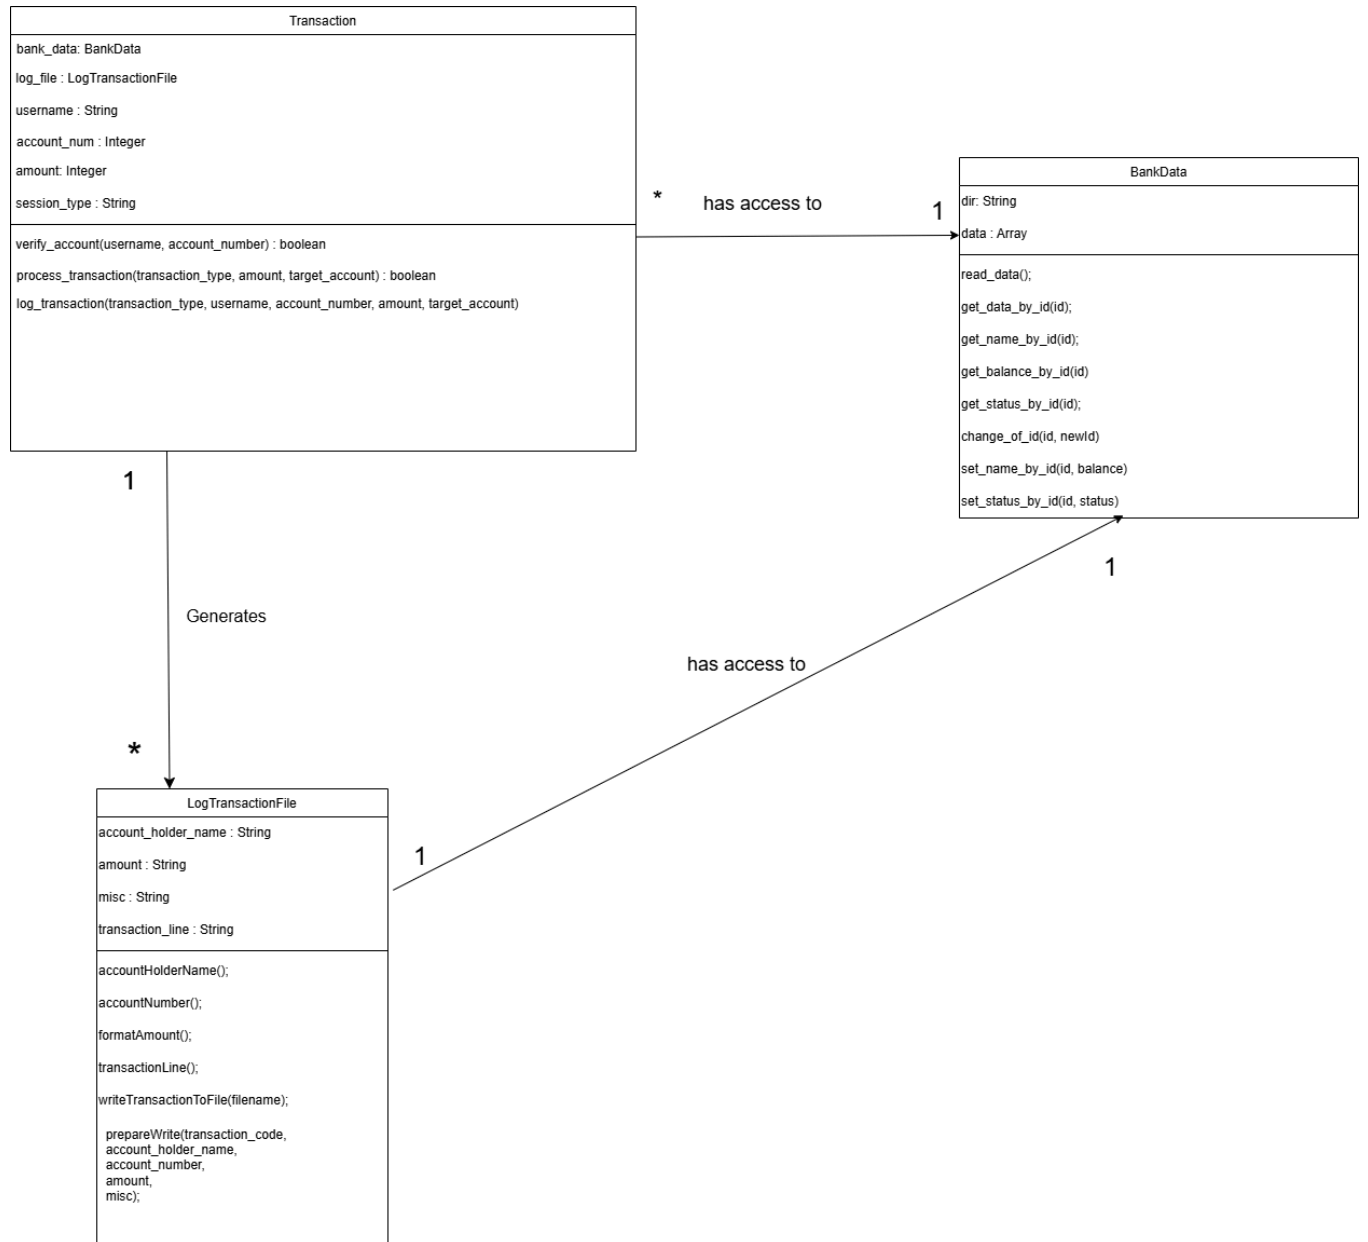 Transaction
bank_data: BankData
log_file : LogTransactionFile
username : String
account_num : Integer
amount: Integer
session_type : String
verify_account(username, account_number) : boolean
process_transaction(transaction_type, amount, target_account) : boolean
log_transaction(transaction_type, username, account_number, amount, target_account)
*
has access to
1
BankData
dir: String
data : Array
read_data();
get_data_by_id(id);
get_name_by_id(id);
get_balance_by_id(id)
get_status_by_id(id);
change_of_id(id, newId)
set_name_by_id(id, balance)
set_status_by_id(id, status)
1
Generates
*
1
has access to
1
LogTransactionFile
account_holder_name : String
amount : String
misc : String
transaction_line : String
accountHolderName();
accountNumber();
formatAmount();
transactionLine();
writeTransactionToFile(filename);
prepareWrite(transaction_code,
account_holder_name,
account_number,
amount,
misc);